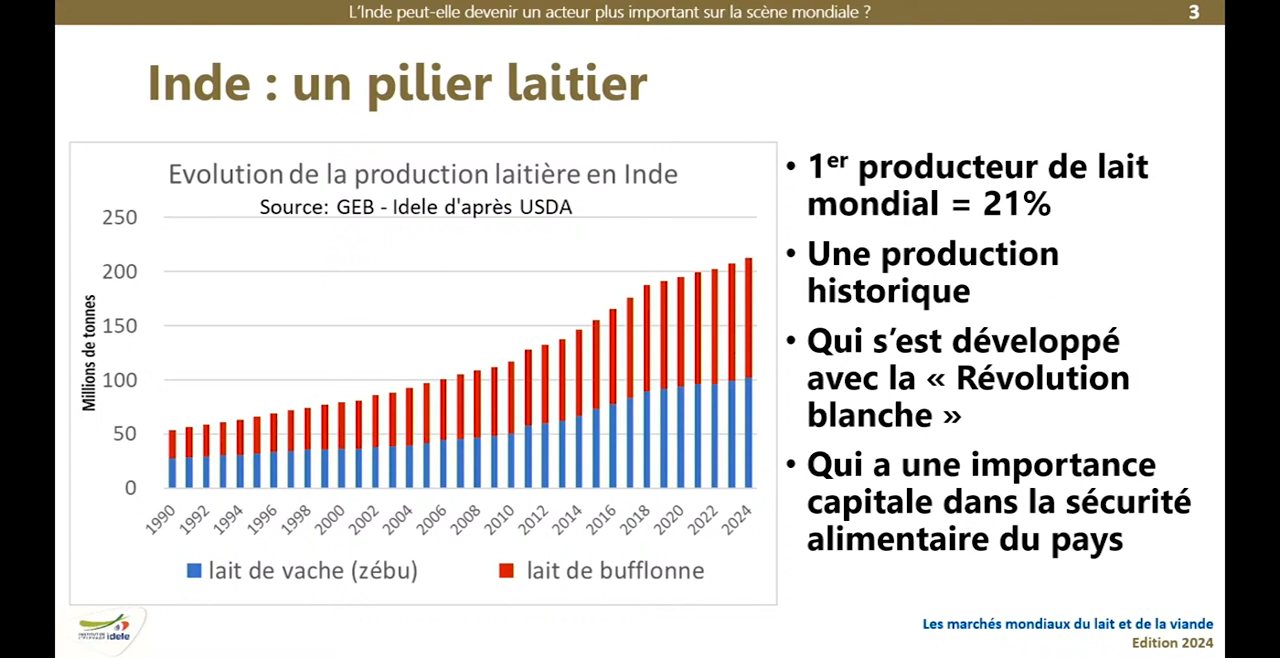 L'Inde peut-elle devenir un acteur plus important sur la scène mondiale ?
3
Inde : un pilier laitier
Evolution de la production laitière en Inde
Source: GEB - Idele d'après USDA
Millions de tonnes
250
200
150
100
50
0
1990
1992
1994
1996
1998
2000
2002
2004
2006
2008
2010
2012
2014
2016
2018
2020
2022
2024
lait de vache (zébu)
lait de bufflonne
• 1er producteur de lait
mondial = 21%
• Une production
historique
• Qui s'est développé
avec la « Révolution
blanche »
• Qui a une importance
capitale dans la sécurité
alimentaire du pays
idele
Les marchés mondiaux du lait et de la viande
Edition 2024